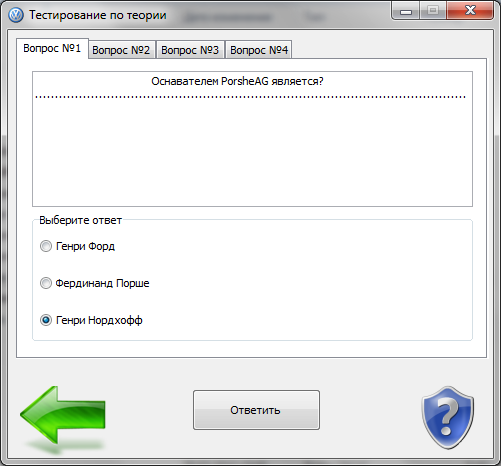 Тестирование по теории
Вопрос №1 Вопрос №2 Вопрос №3 Вопрос №4
Оснавателем PorsheAG является?
Выберите ответ
Генри Форд
Фердинанд Порше
Генри Нордхофф
Ответить